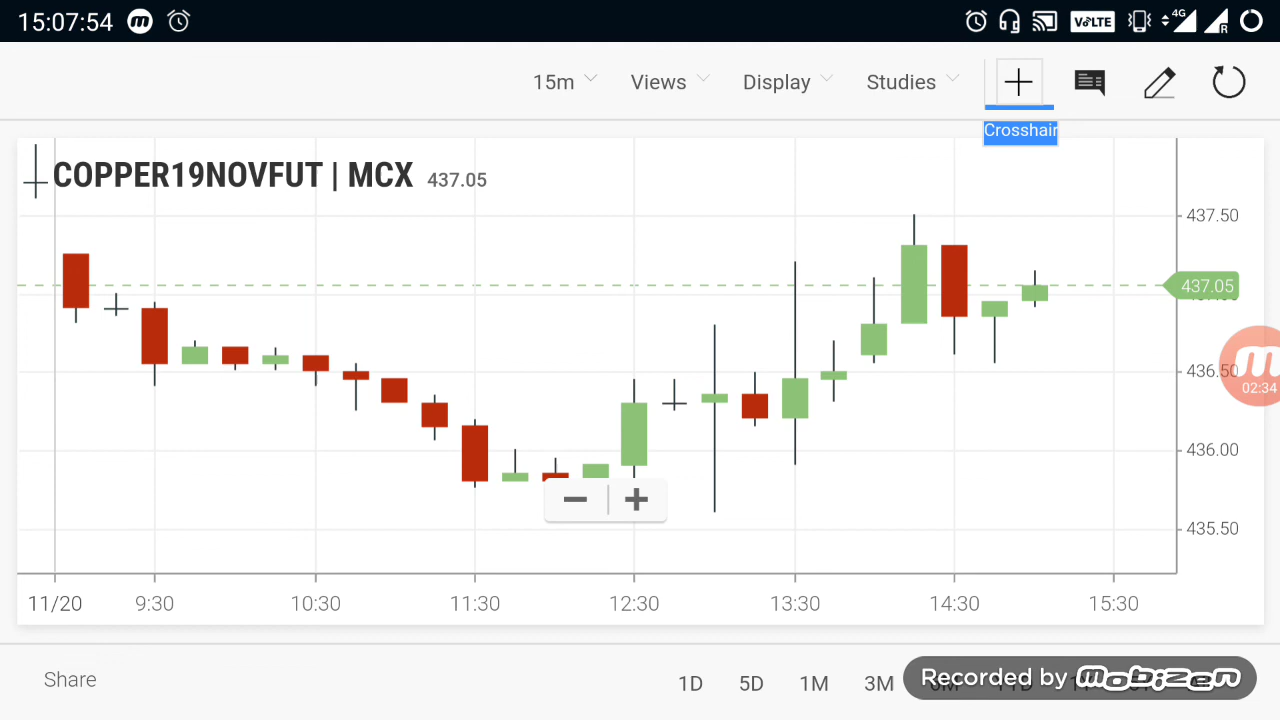 15:07:54
VoLTE 4G R
15m Views Display Studies
Crosshair
COPPER19NOVFUT | MCX 437.05
437.50
437.05
436.50
02:34
436.00
435.50
11/20 9:30 10:30 11:30 12:30 13:30 14:30 15:30
Share
1D 5D 1M 3M
Recorded by mobizen